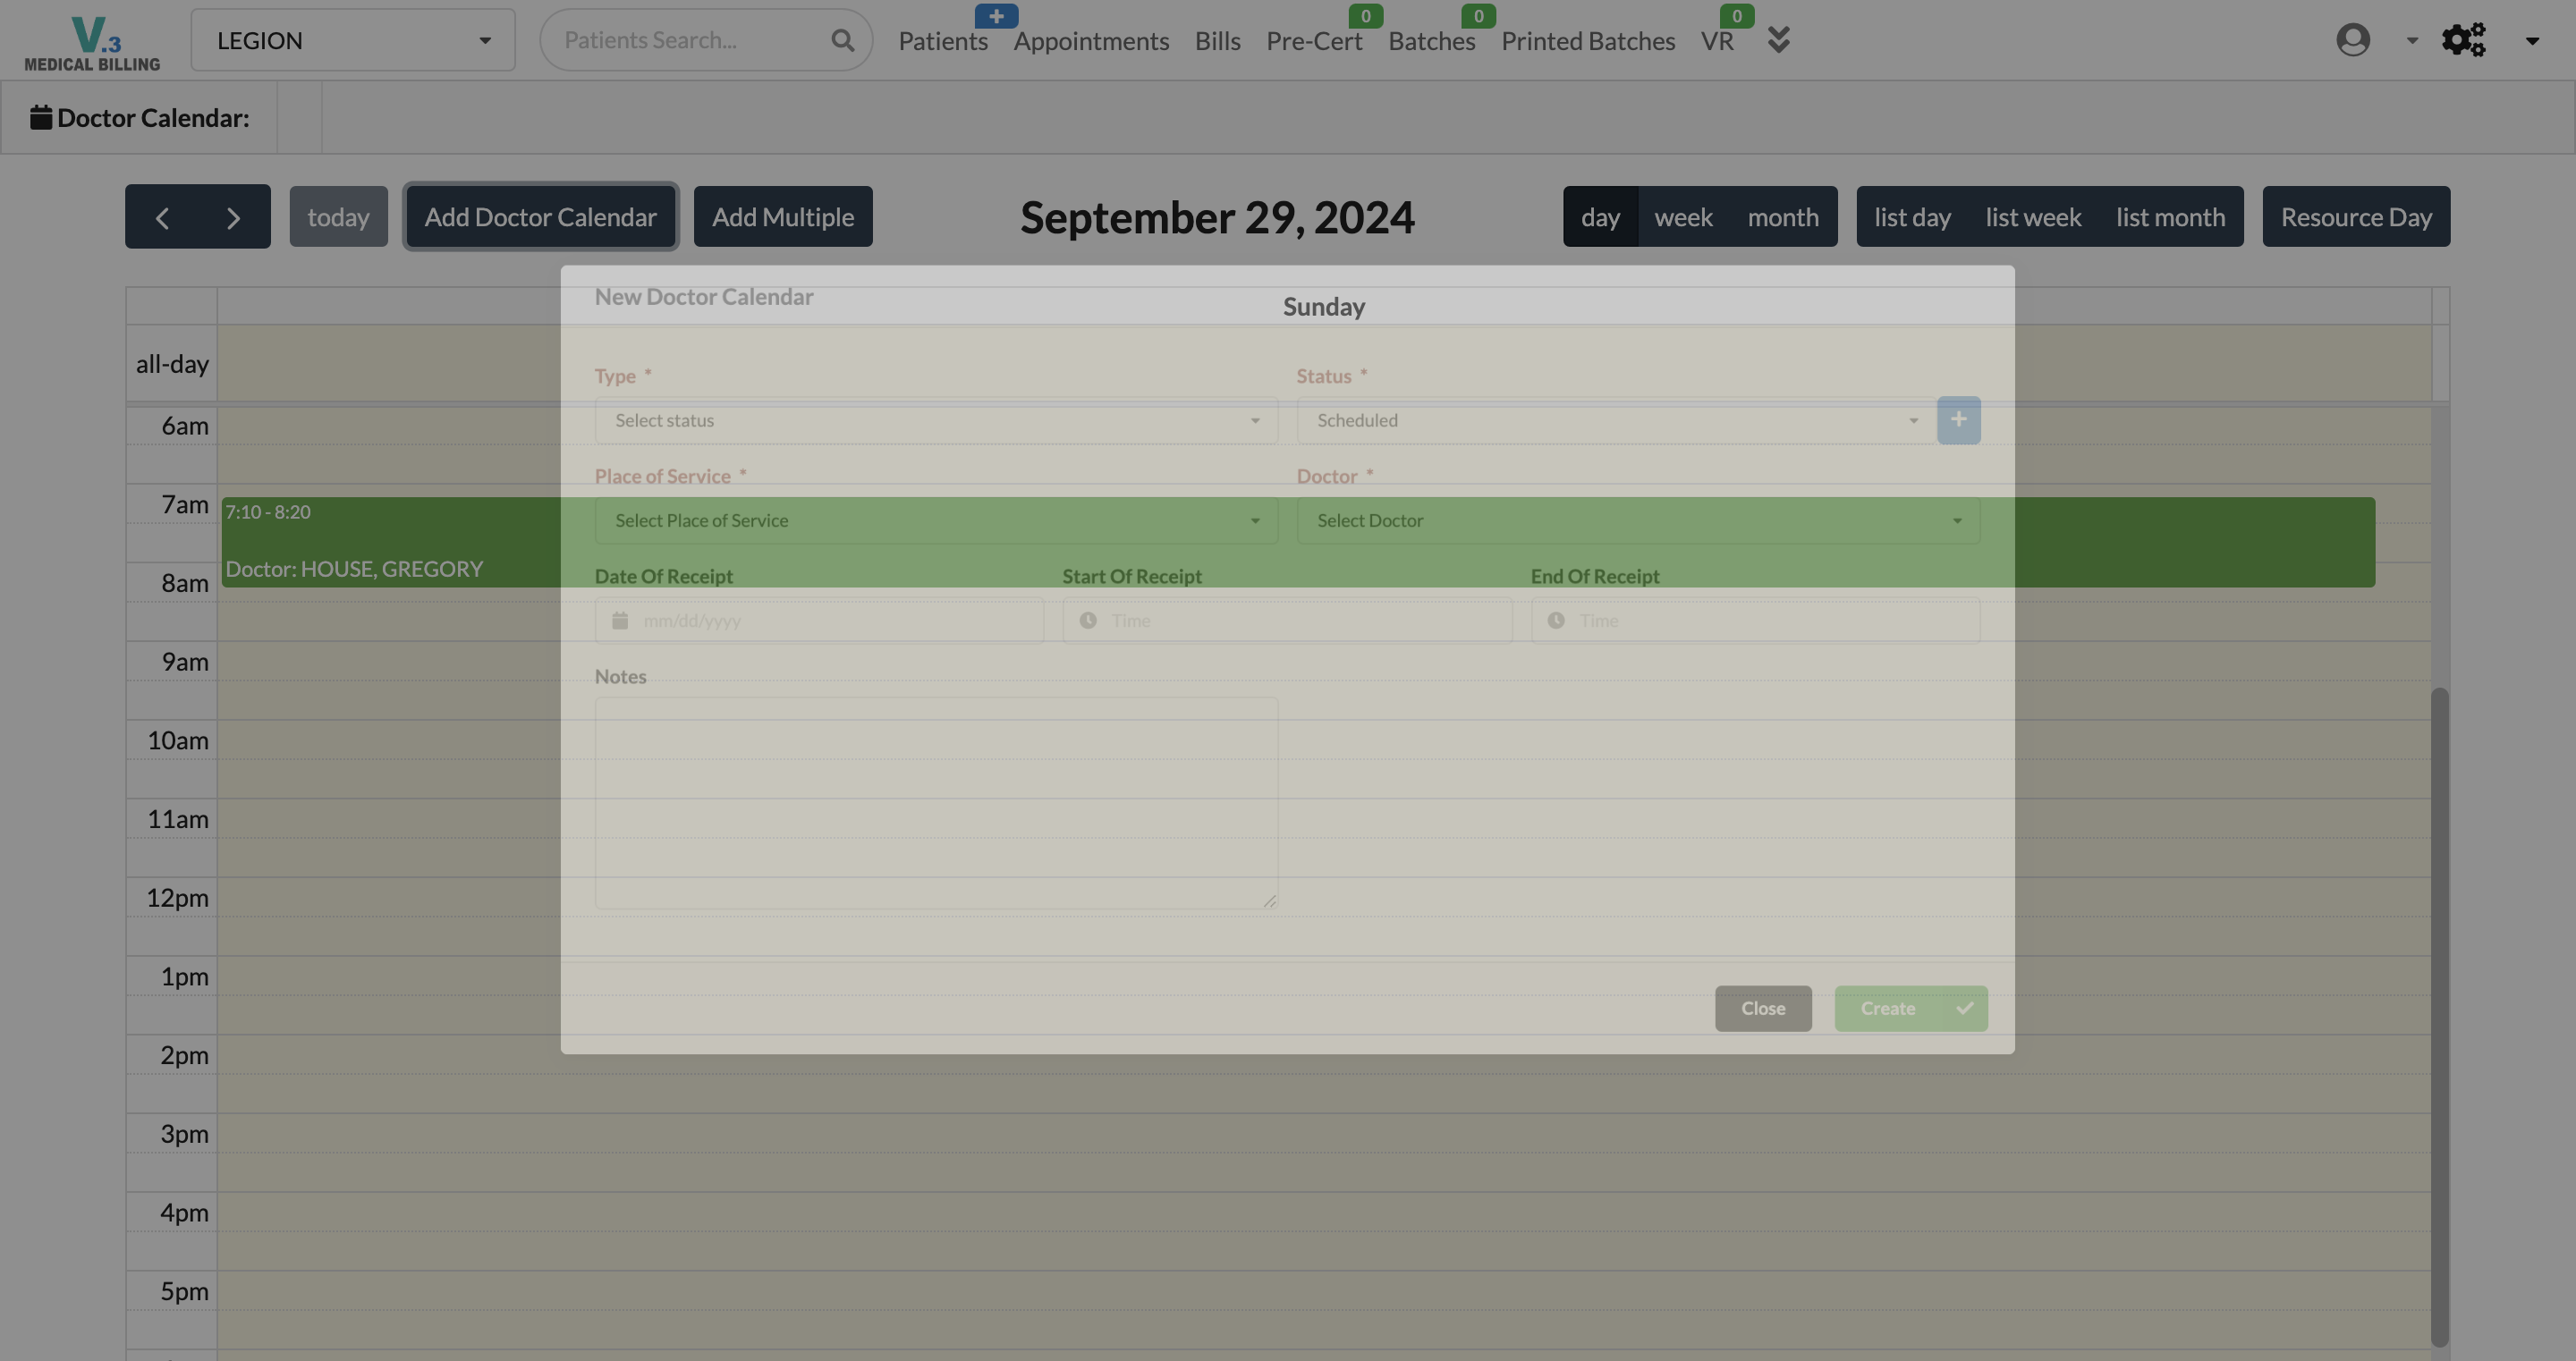 V.3
MEDICAL BILLING
LEGION
Patients Search...
Patients
Appointments
Bills
Pre-Cert
0
Batches
0
Printed Batches
VR
0
Doctor Calendar:
today
Add Doctor Calendar
Add Multiple
September 29, 2024
day
week
month
list day
list week
list month
Resource Day
New Doctor Calendar
Sunday
all-day
Type *
Status *
Select status
Scheduled
Place of Service *
Doctor *
Select Place of Service
Select Doctor
Date Of Receipt
Start Of Receipt
End Of Receipt
mm/dd/yyyy
Time
Time
Notes
Close
Create
6am
7am
7:10 - 8:20
Doctor: HOUSE, GREGORY
8am
9am
10am
11am
12pm
1pm
2pm
3pm
4pm
5pm